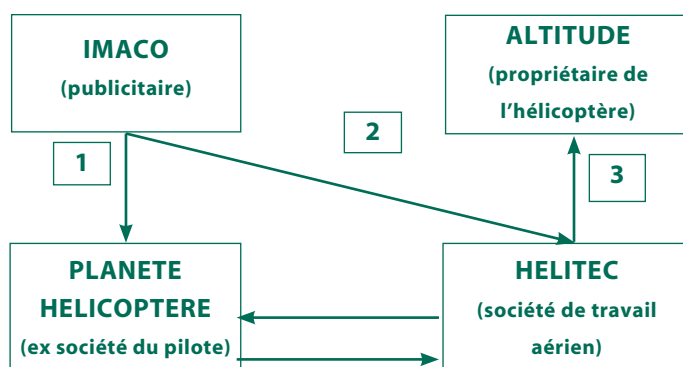 IMACO
(publicitaire)
ALTITUDE
(propriétaire de
l'hélicoptère)
1
2
3
PLANETE
HELICOPTERE
(ex société du pilote)
HELITEC
(société de travail
aérien)